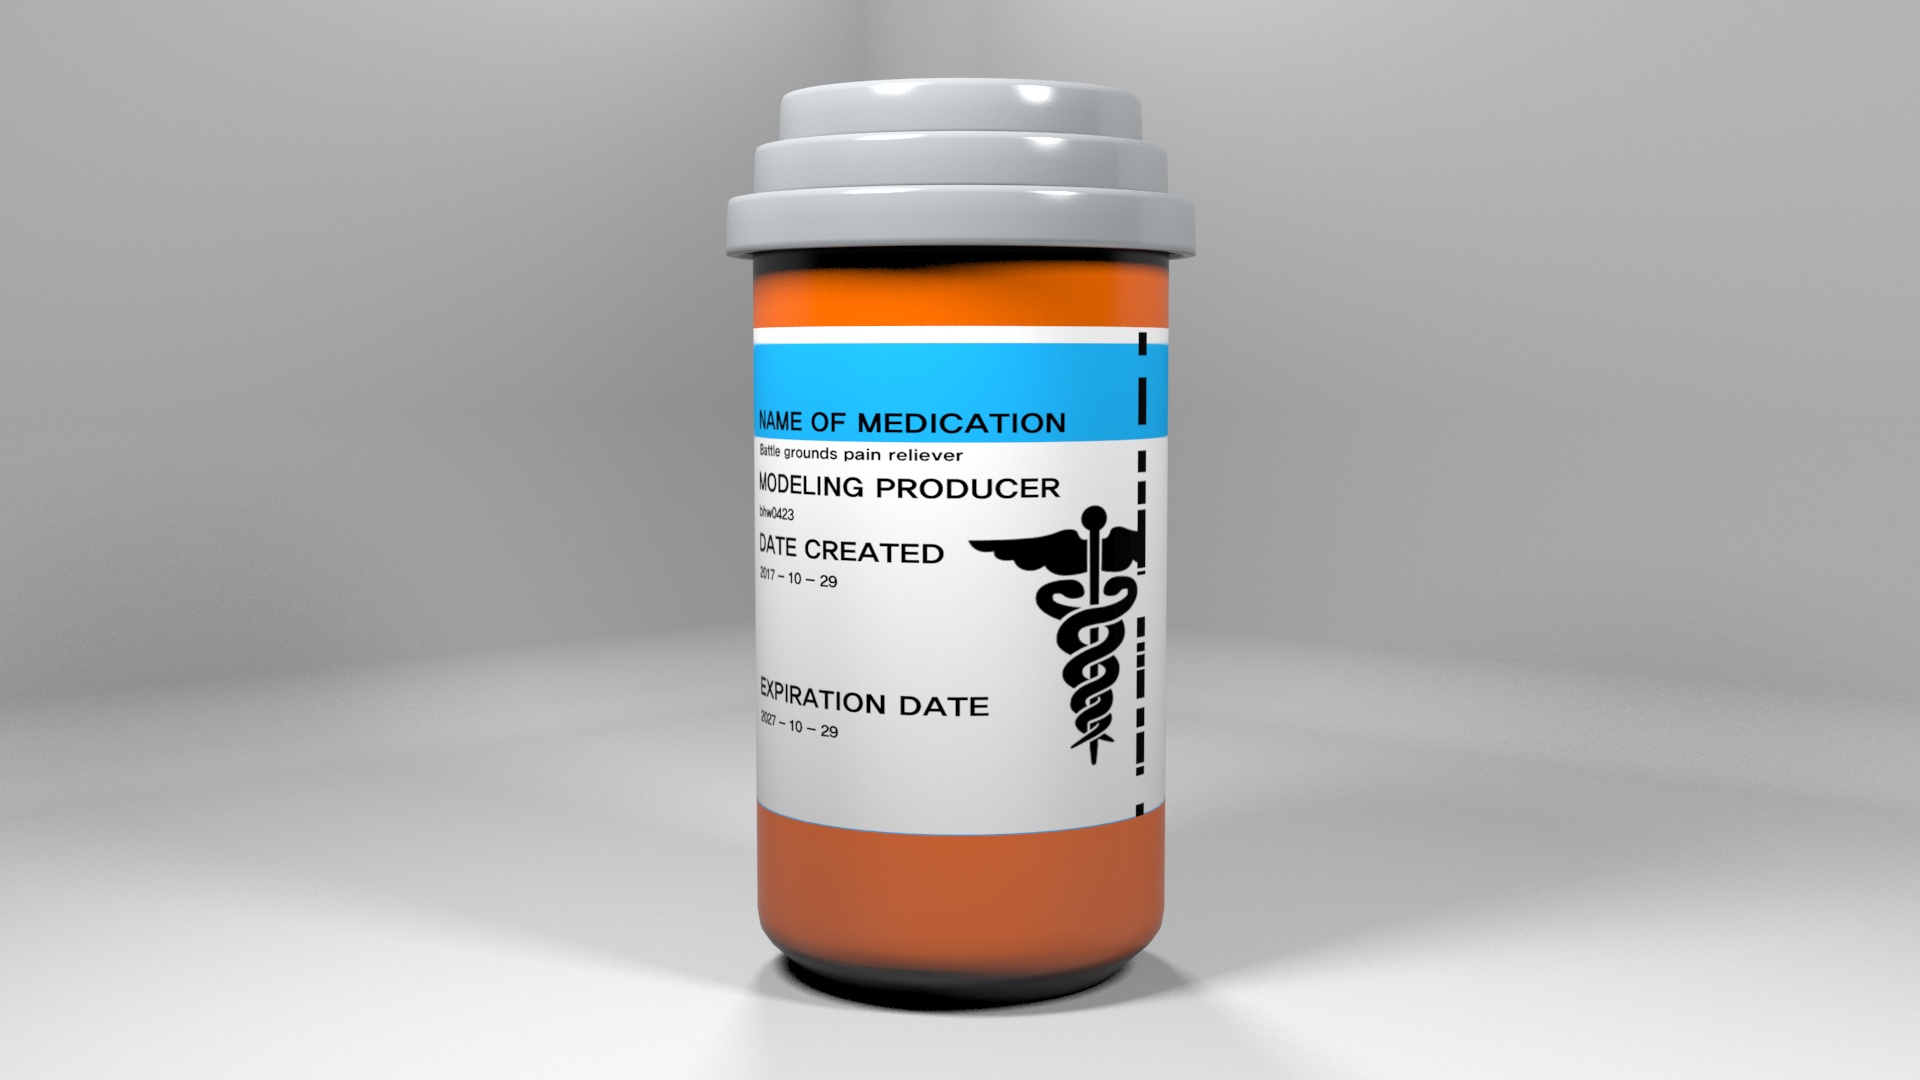 NAME OF MEDICATION
Battle grounds pain reliever
MODELING PRODUCER
bhw0423
DATE CREATED
2017 - 10 - 29
EXPIRATION DATE
2027 - 10 - 29